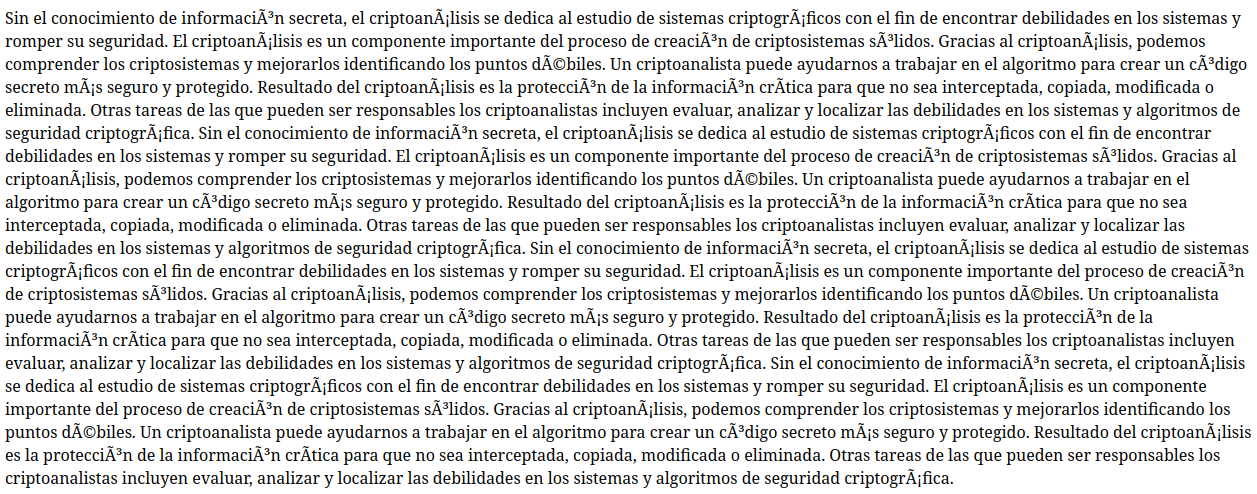 Sin el conocimiento de informaciÃ³n secreta, el criptoanÃ¡lisis se dedica al estudio de sistemas criptogrÃ¡ficos con el fin de encontrar debilidades en los sistemas y
romper su seguridad. El criptoanÃ¡lisis es un componente importante del proceso de creaciÃ³n de criptosistemas sÃ³lidos. Gracias al criptoanÃ¡lisis, podemos
comprender los criptosistemas y mejorarlos identificando los puntos dÃ©biles. Un criptoanalista puede ayudarnos a trabajar en el algoritmo para crear un cÃ³digo
secreto mÃ¡s seguro y protegido. Resultado del criptoanÃ¡lisis es la protecciÃ³n de la informaciÃ³n crÃ­tica para que no sea interceptada, copiada, modificada o
eliminada. Otras tareas de las que pueden ser responsables los criptoanalistas incluyen evaluar, analizar y localizar las debilidades en los sistemas y algoritmos de
seguridad criptogrÃ¡fica. Sin el conocimiento de informaciÃ³n secreta, el criptoanÃ¡lisis se dedica al estudio de sistemas criptogrÃ¡ficos con el fin de encontrar
debilidades en los sistemas y romper su seguridad. El criptoanÃ¡lisis es un componente importante del proceso de creaciÃ³n de criptosistemas sÃ³lidos. Gracias al
criptoanÃ¡lisis, podemos comprender los criptosistemas y mejorarlos identificando los puntos dÃ©biles. Un criptoanalista puede ayudarnos a trabajar en el
algoritmo para crear un cÃ³digo secreto mÃ¡s seguro y protegido. Resultado del criptoanÃ¡lisis es la protecciÃ³n de la informaciÃ³n crÃ­tica para que no sea
interceptada, copiada, modificada o eliminada. Otras tareas de las que pueden ser responsables los criptoanalistas incluyen evaluar, analizar y localizar las
debilidades en los sistemas y algoritmos de seguridad criptogrÃ¡fica. Sin el conocimiento de informaciÃ³n secreta, el criptoanÃ¡lisis se dedica al estudio de sistemas
criptogrÃ¡ficos con el fin de encontrar debilidades en los sistemas y romper su seguridad. El criptoanÃ¡lisis es un componente importante del proceso de creaciÃ³n
de criptosistemas sÃ³lidos. Gracias al criptoanÃ¡lisis, podemos comprender los criptosistemas y mejorarlos identificando los puntos dÃ©biles. Un criptoanalista
puede ayudarnos a trabajar en el algoritmo para crear un cÃ³digo secreto mÃ¡s seguro y protegido. Resultado del criptoanÃ¡lisis es la protecciÃ³n de la
informaciÃ³n crÃ­tica para que no sea interceptada, copiada, modificada o eliminada. Otras tareas de las que pueden ser responsables los criptoanalistas incluyen
evaluar, analizar y localizar las debilidades en los sistemas y algoritmos de seguridad criptogrÃ¡fica. Sin el conocimiento de informaciÃ³n secreta, el criptoanÃ¡lisis
se dedica al estudio de sistemas criptogrÃ¡ficos con el fin de encontrar debilidades en los sistemas y romper su seguridad. El criptoanÃ¡lisis es un componente
importante del proceso de creaciÃ³n de criptosistemas sÃ³lidos. Gracias al criptoanÃ¡lisis, podemos comprender los criptosistemas y mejorarlos identificando los
puntos dÃ©biles. Un criptoanalista puede ayudarnos a trabajar en el algoritmo para crear un cÃ³digo secreto mÃ¡s seguro y protegido. Resultado del criptoanÃ¡lisis
es la protecciÃ³n de la informaciÃ³n crÃ­tica para que no sea interceptada, copiada, modificada o eliminada. Otras tareas de las que pueden ser responsables los
criptoanalistas incluyen evaluar, analizar y localizar las debilidades en los sistemas y algoritmos de seguridad criptogrÃ¡fica.